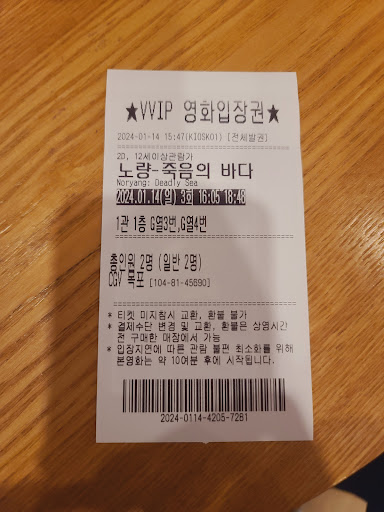 ★VVIP 영화입장권★
2024-01-14 15:47(KIOSK01) [전체발권]
2D, 12세이상관람가
노량-죽음의 바다
Noryang: Deadly Sea
2024.01.14(일) 3회 16:05 18:48
1관 1층 G열3번,G열4번
총인원 2명 (일반 2명)
CGV 목포 [104-81-45690]
* 티켓 미지참시 교환, 환불 불가
* 결제수단 변경 및 교환, 환불은 상영시간
전 구매한 매장에서 가능
* 입장지연에 따른 관람 불편 최소화를 위해
본영화는 약 10여분 후에 시작됩니다.
2024-0114-4205-7281